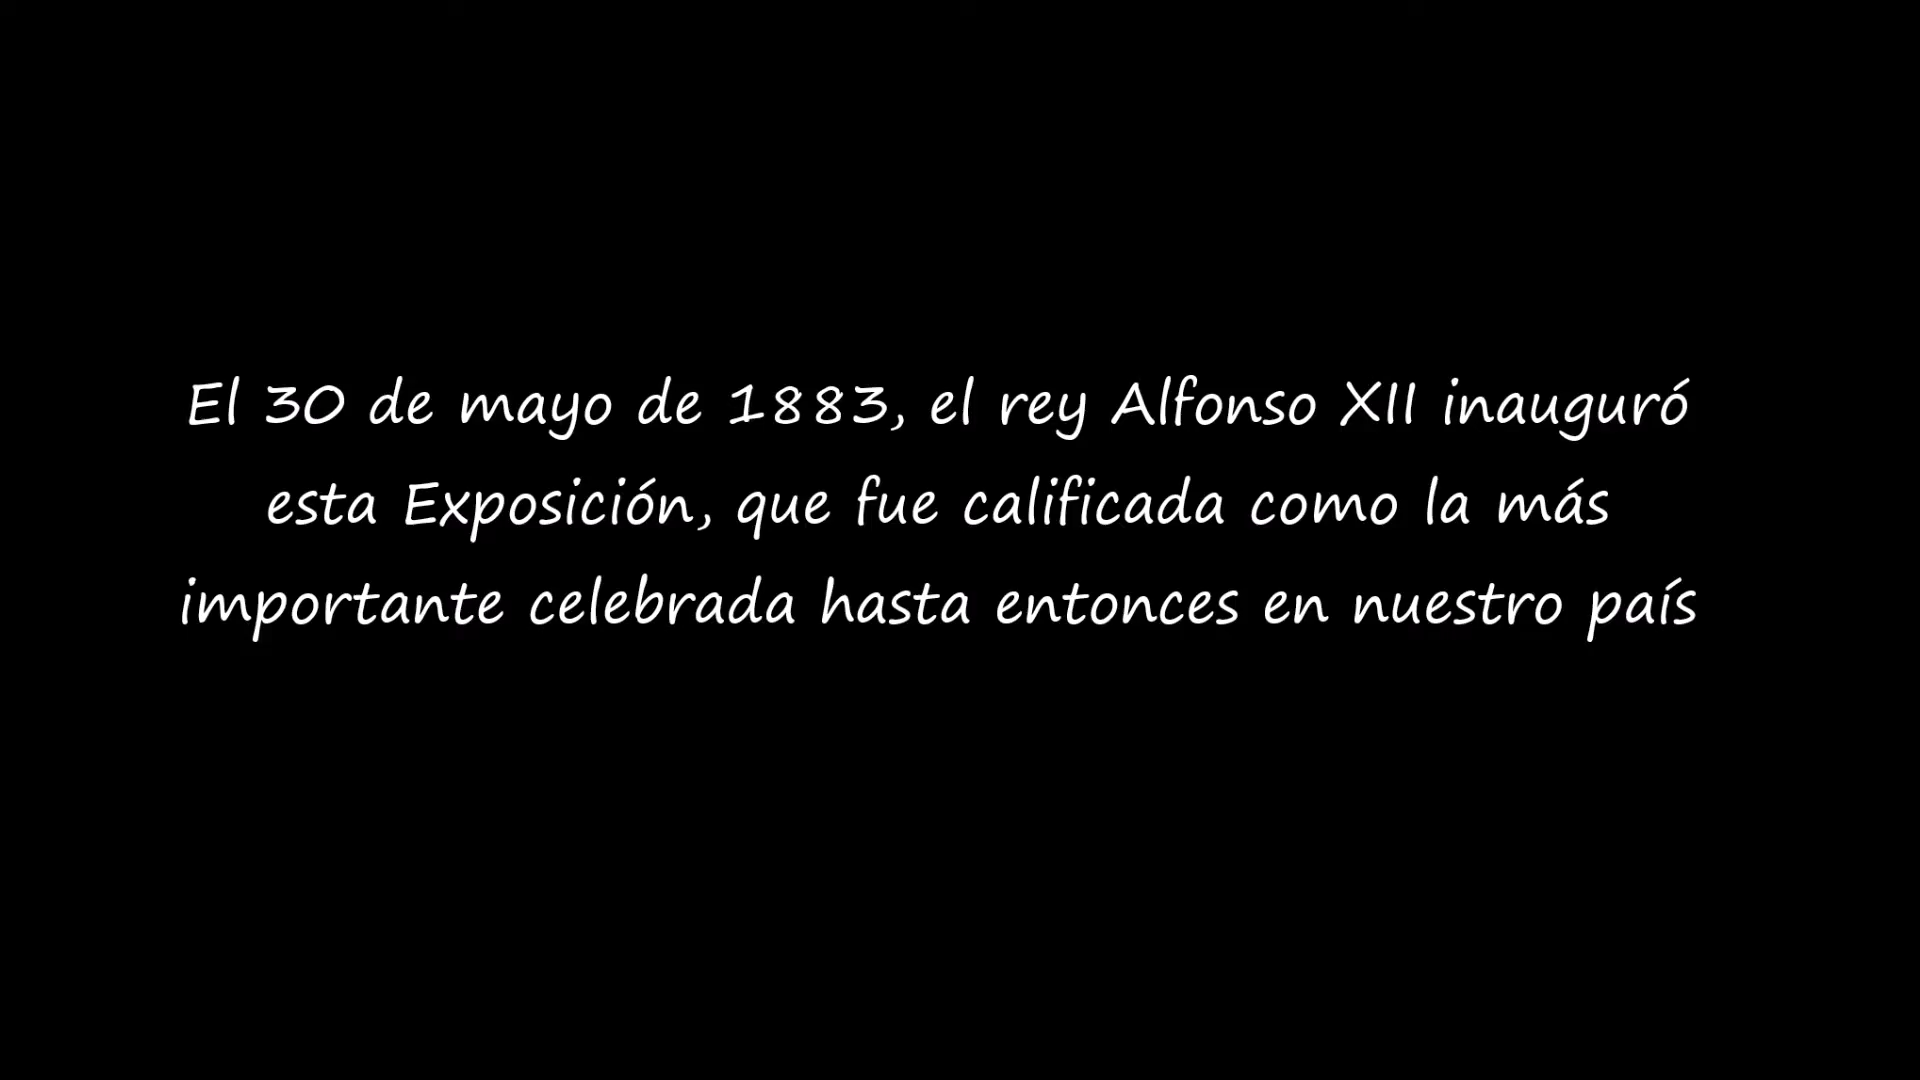 El 30 de mayo de 1883, el rey Alfonso XII inauguró
esta Exposición, que fue calificada como la más
importante celebrada hasta entonces en nuestro país